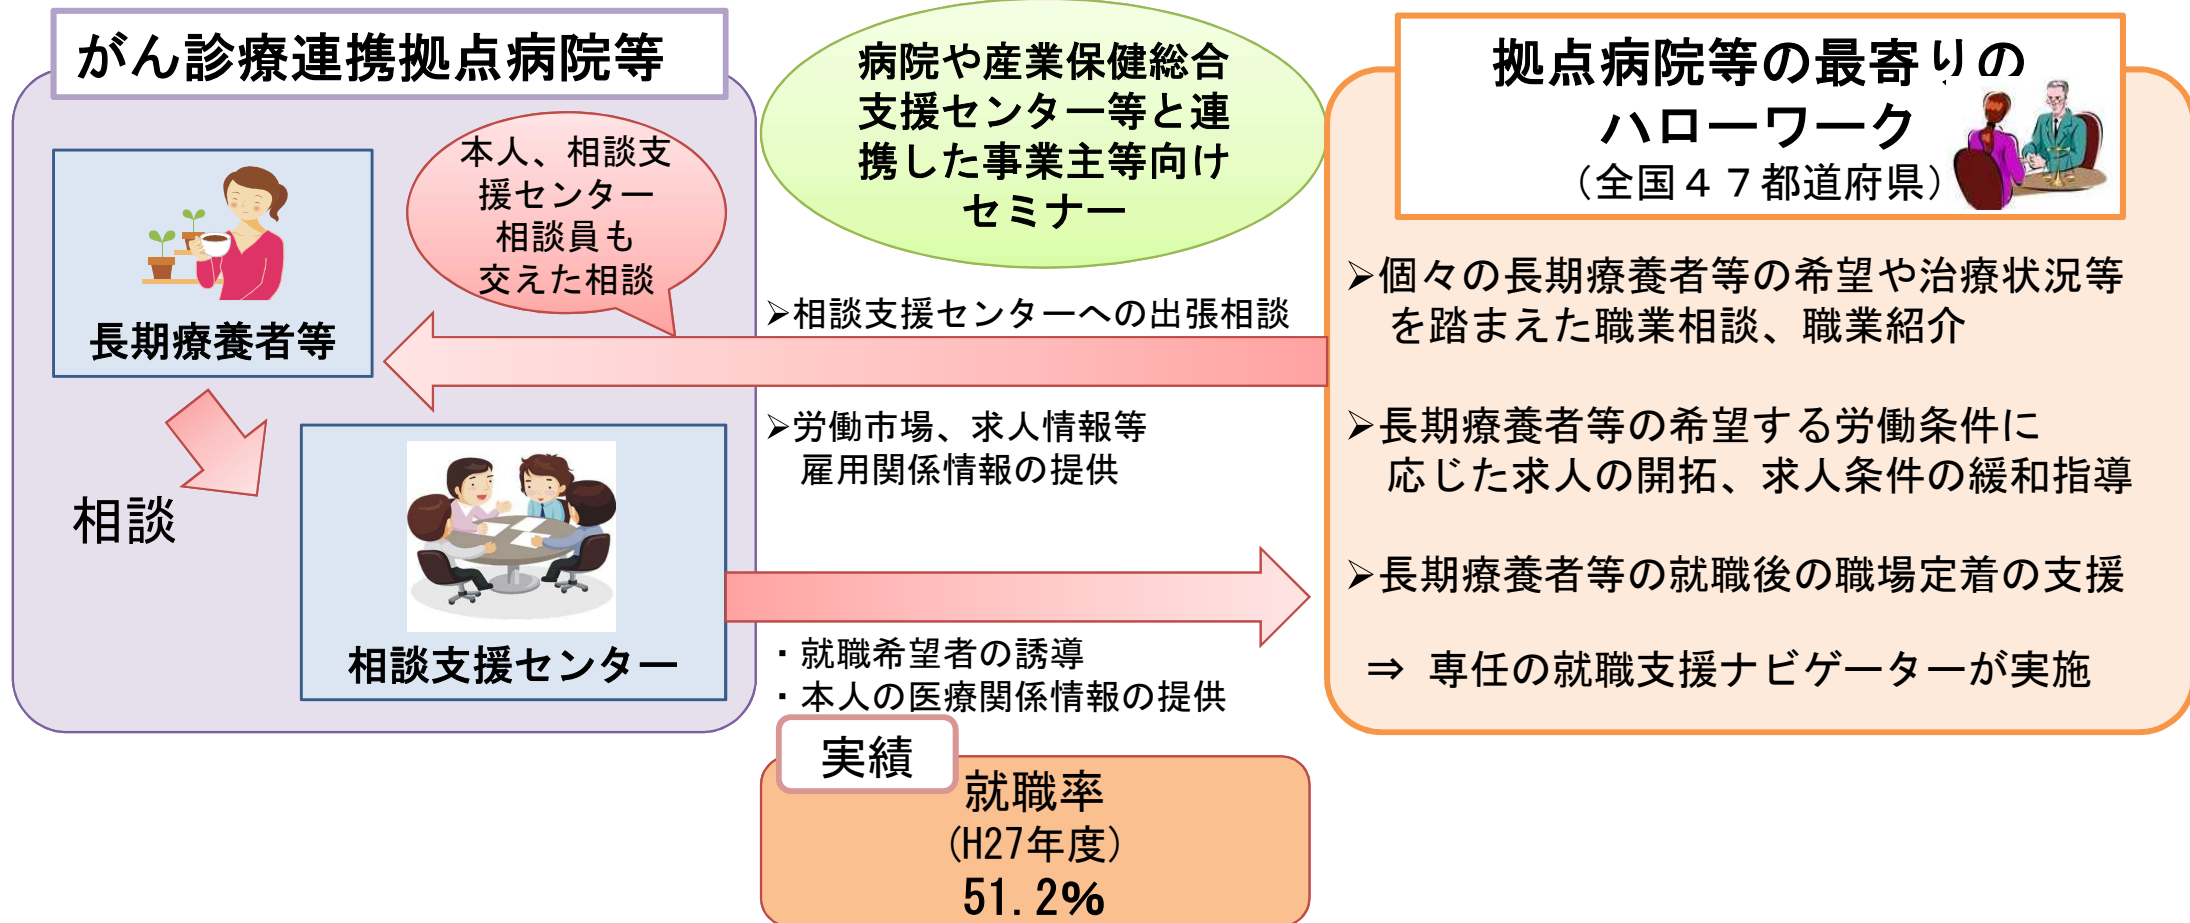 がん診療連携拠点病院等
長期療養者等
本人、相談支
援センター
相談員も
交えた相談
相談
相談支援センター
病院や産業保健総合
支援センター等と連
携した事業主等向け
セミナー
➢相談支援センターへの出張相談
➢労働市場、求人情報等
雇用関係情報の提供
・就職希望者の誘導
・本人の医療関係情報の提供
実績
就職率
(H27年度)
51.2%
拠点病院等の最寄りの
ハローワーク
(全国47都道府県)
➢個々の長期療養者等の希望や治療状況等
を踏まえた職業相談、職業紹介
➢長期療養者等の希望する労働条件に
応じた求人の開拓、求人条件の緩和指導
➢長期療養者等の就職後の職場定着の支援
⇒ 専任の就職支援ナビゲーターが実施